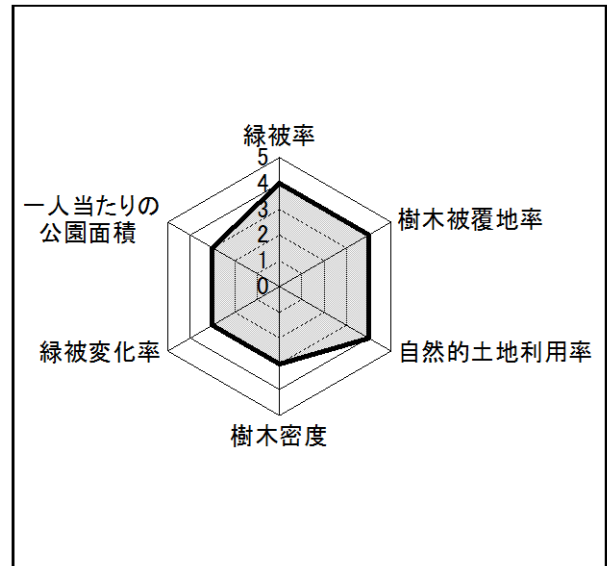 緑被率
5
4
3
2
1
0
樹木被覆地率
自然的土地利用率
樹木密度
緑被変化率
一人当たりの
公園面積